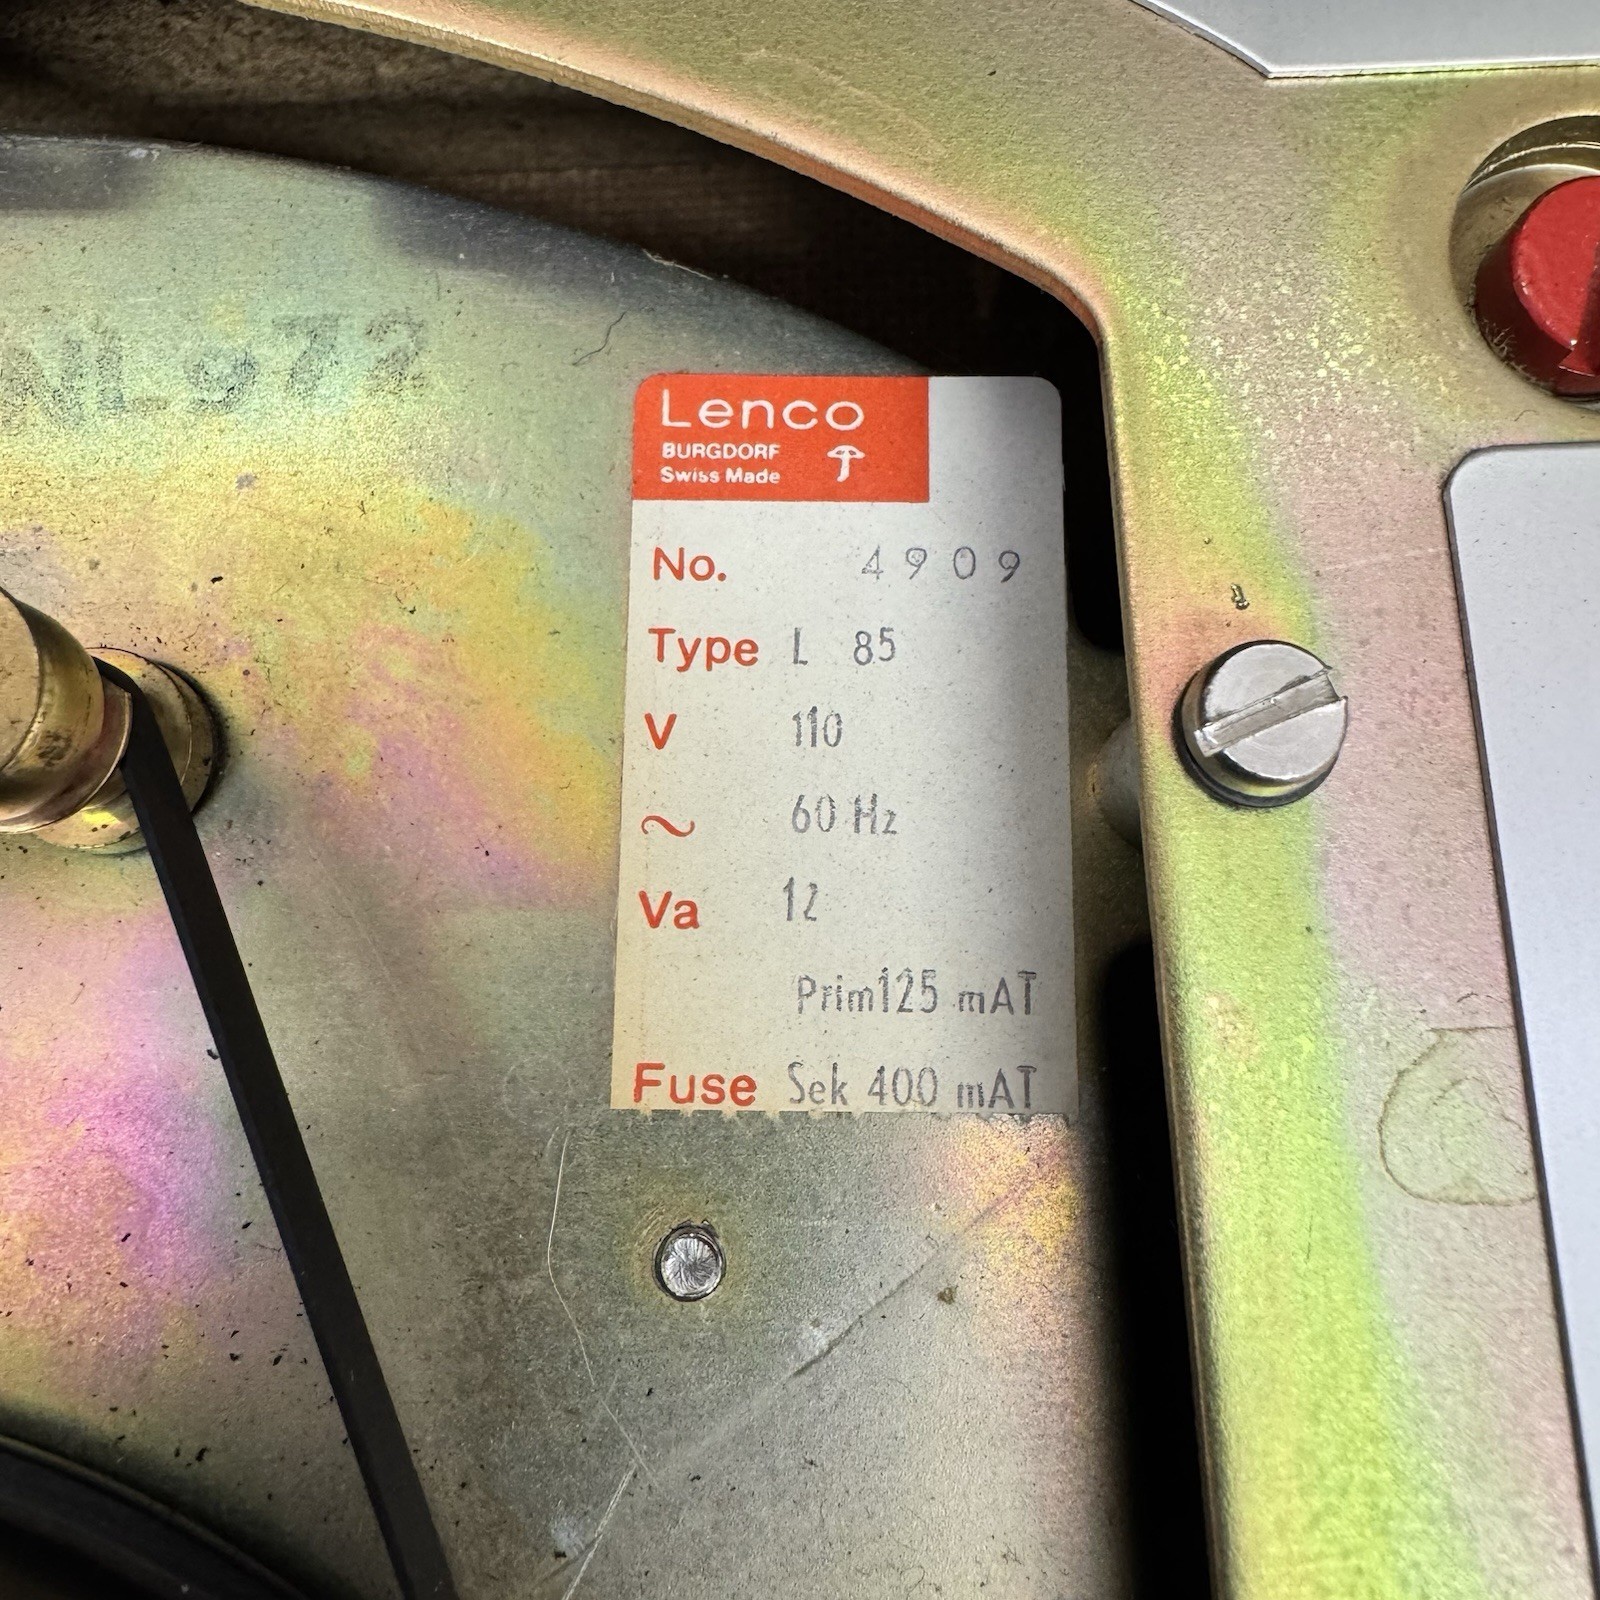 Lenco
BURGDORF
Swiss Made
No. 4909
Type L 85
V 110
~ 60 Hz
Va 12
Prim125 mAT
Fuse Sek 400 mAT